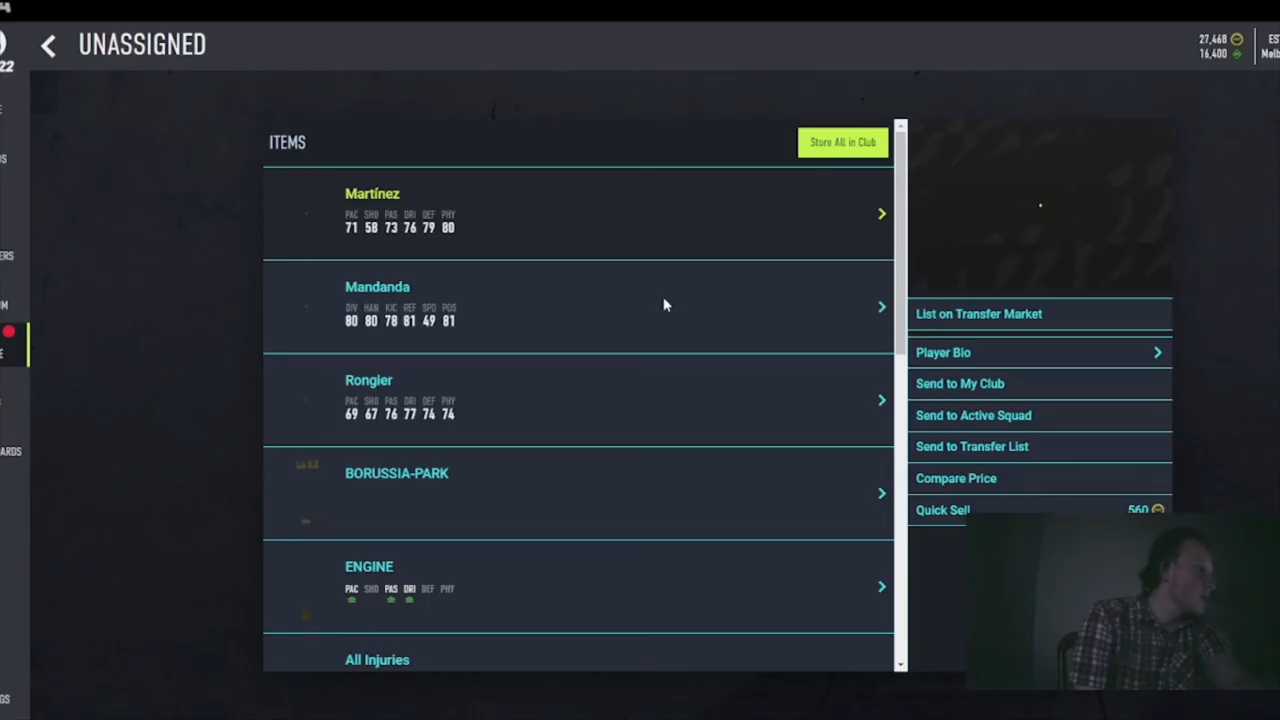 UNASSIGNED
27,468
16,400
22
ITEMS
Store All in Club
Martínez
PAC SHO PAS DRI DEF PHY
71 58 73 76 79 80
Mandanda
DIV HAN KIC REF SPD POS
80 80 78 81 49 81
Rongier
PAC SHO PAS DRI DEF PHY
69 67 76 77 74 74
BORUSSIA-PARK
ENGINE
PAC SHO PAS DRI DEF PHY
All Injuries
List on Transfer Market
Player Bio
Send to My Club
Send to Active Squad
Send to Transfer List
Compare Price
Quick Sell 560